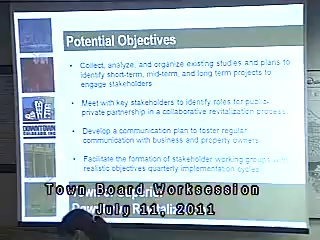 Potential Objectives
• Collect, analyze, and organize existing studies and plans to
identify short-term, mid-term, and long term projects to
engage stakeholders
• Meet with key stakeholders to identify roles for public-
private partnership in a collaborative revitalization process.
• Develop a communication plan to foster regular
communication with business and property owners
• Facilitate the formation of stakeholder working groups with
realistic objectives quarterly implementation cycles
DOWNTOWN
COLORADO, INC.
Town Board Worksession
July 11, 2011